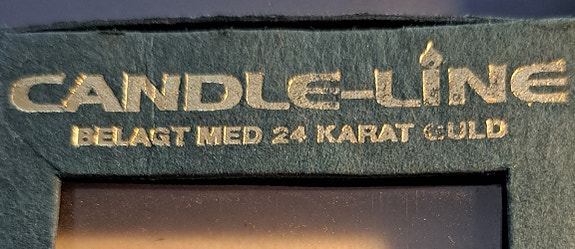 CANDLE-LINE
BELAGT MED 24 KARAT GULD